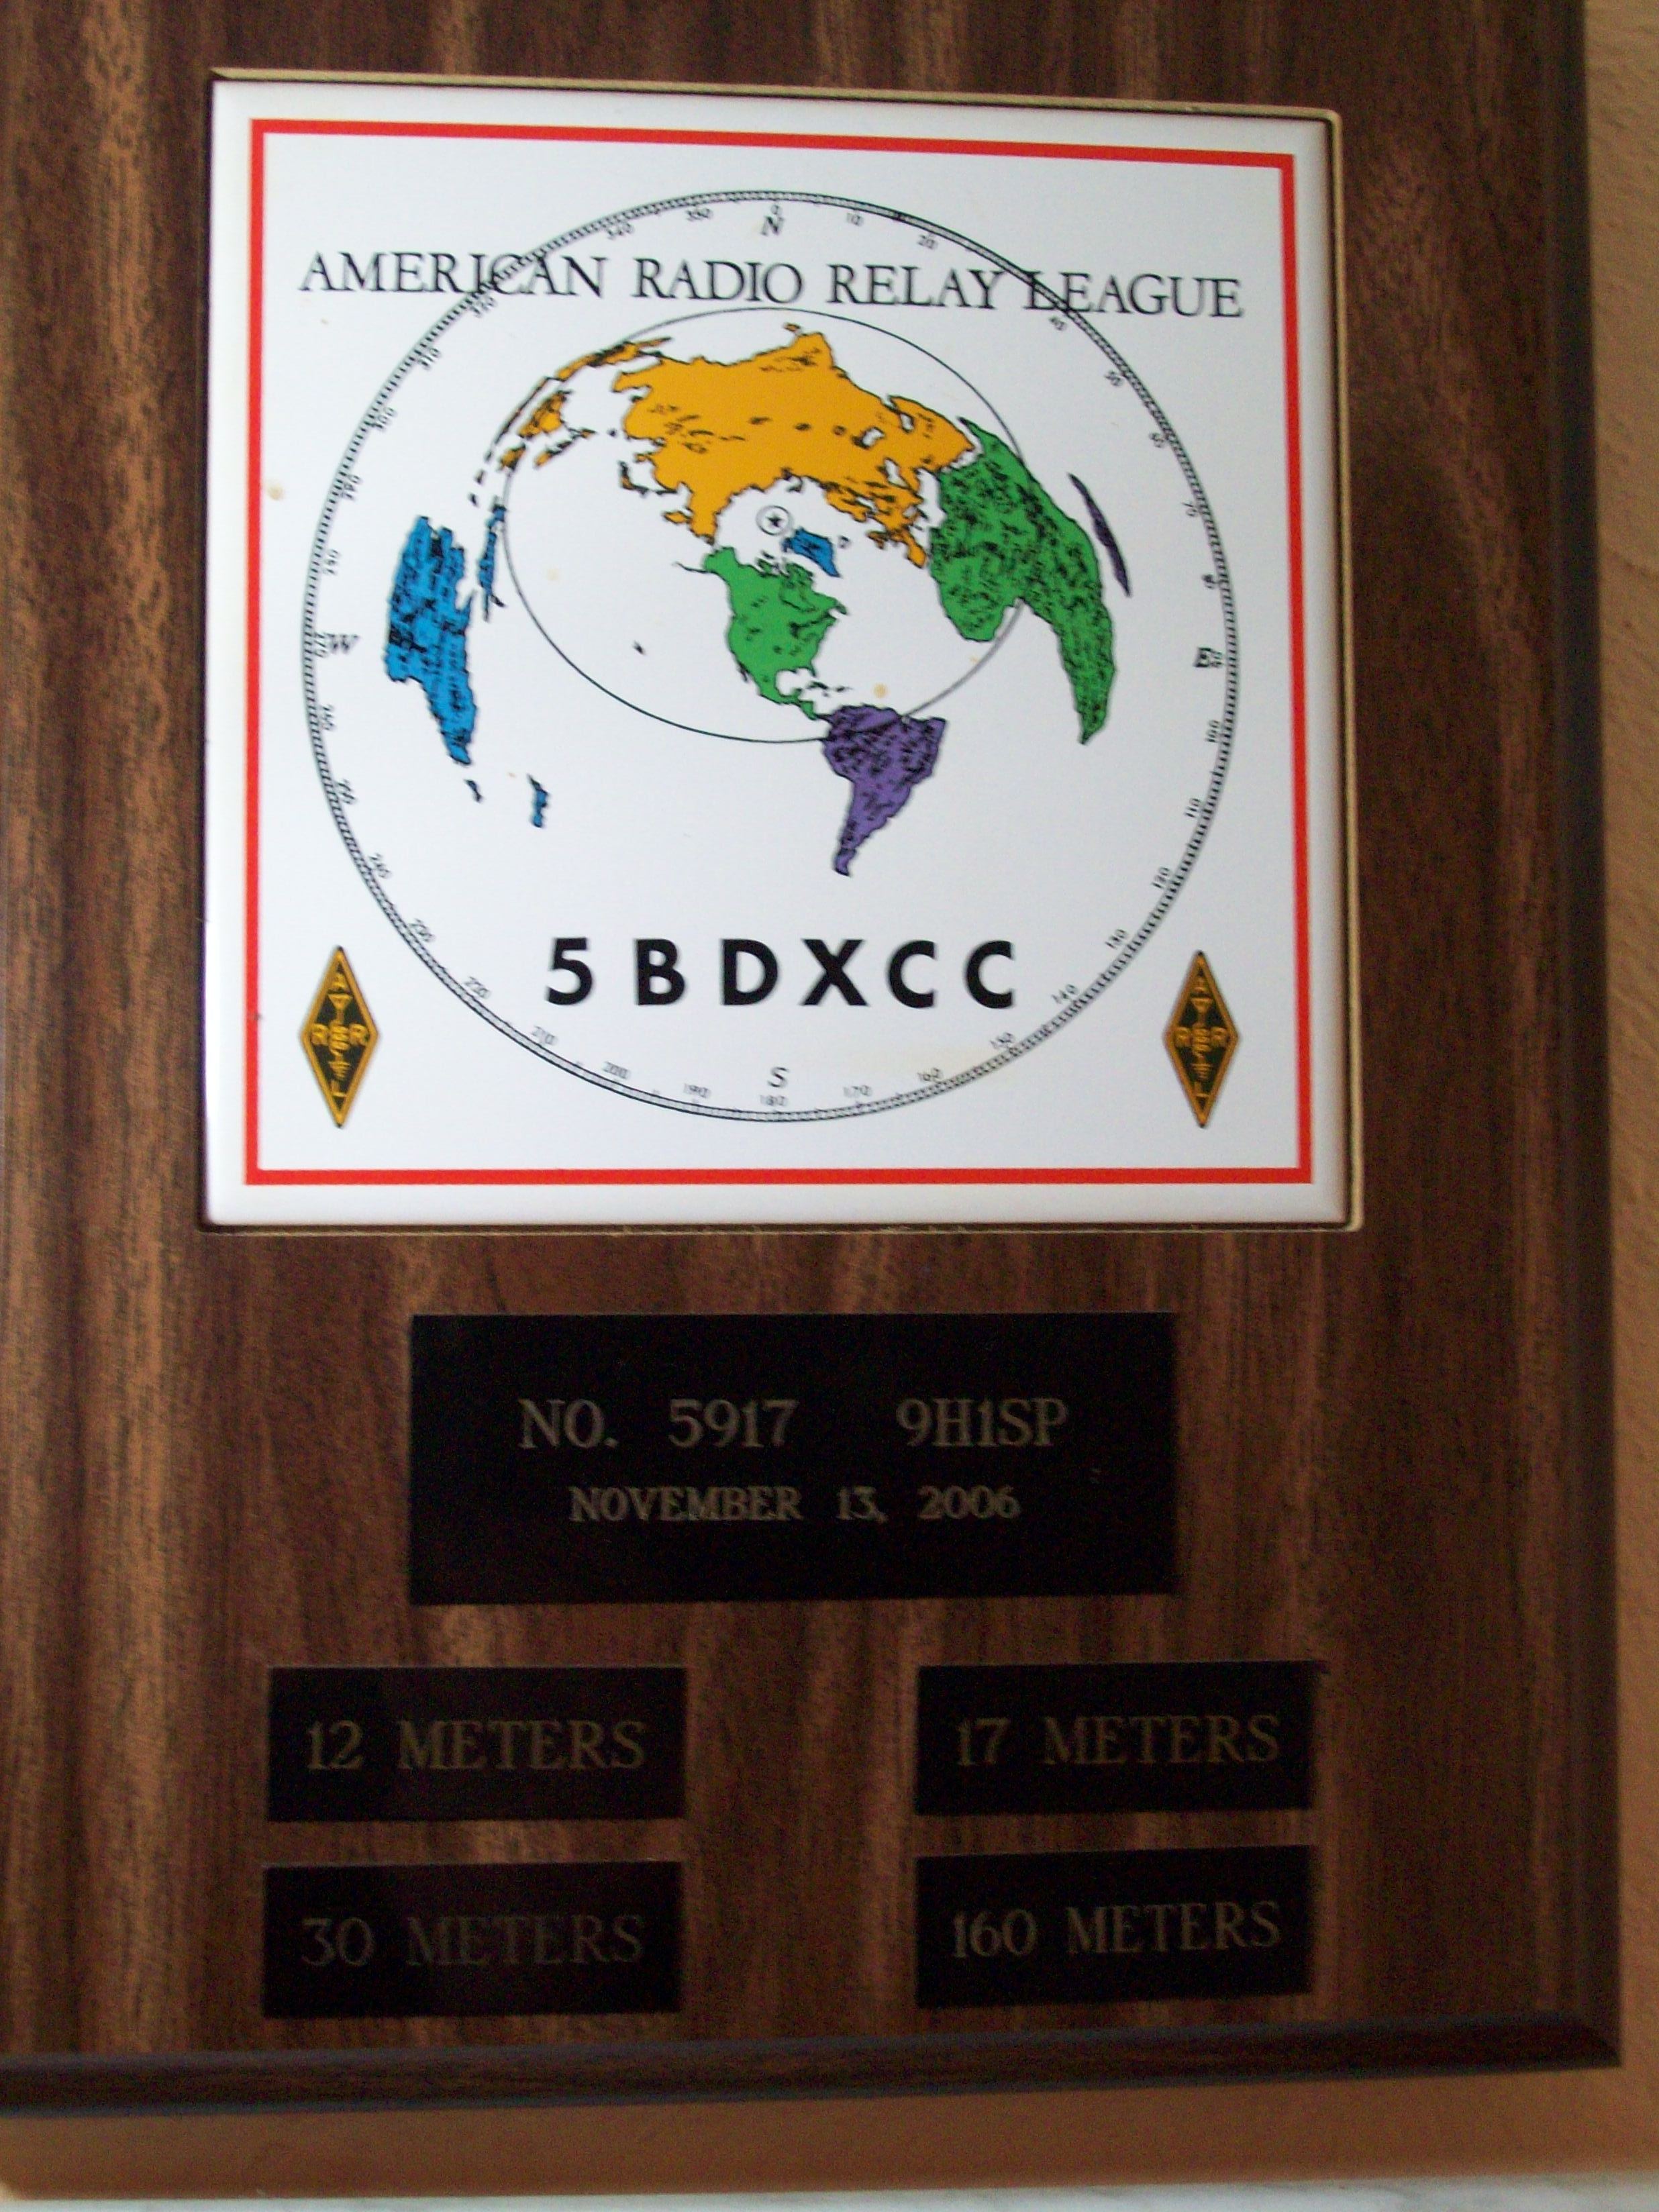 N
AMERICAN RADIO RELAY LEAGUE
W
E
5BDXCC
S
NO. 5917 9H1SP
NOVEMBER 13, 2006
12 METERS
17 METERS
30 METERS
160 METERS